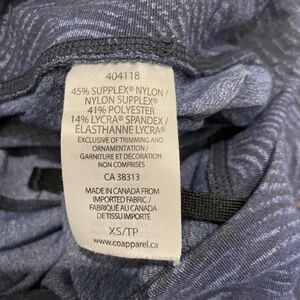 404118
45% SUPLEX® NYLON/
NYLON SUPLEX®
41% POLYESTER
14% LYCRA® SPANDEX /
ÉLASTHANNE LYCRA®
EXCLUSIVE OF TRIMMING AND
ORNAMENTATION /
GARNITURE ET DÉCORATION
NON COMPRISES
CA 38313
MADE IN CANADA FROM
IMPORTED FABRIC /
FABRIQUÉ AU CANADA
DE TISSU IMPORTÉ
XS/TP
www.coapparel.ca